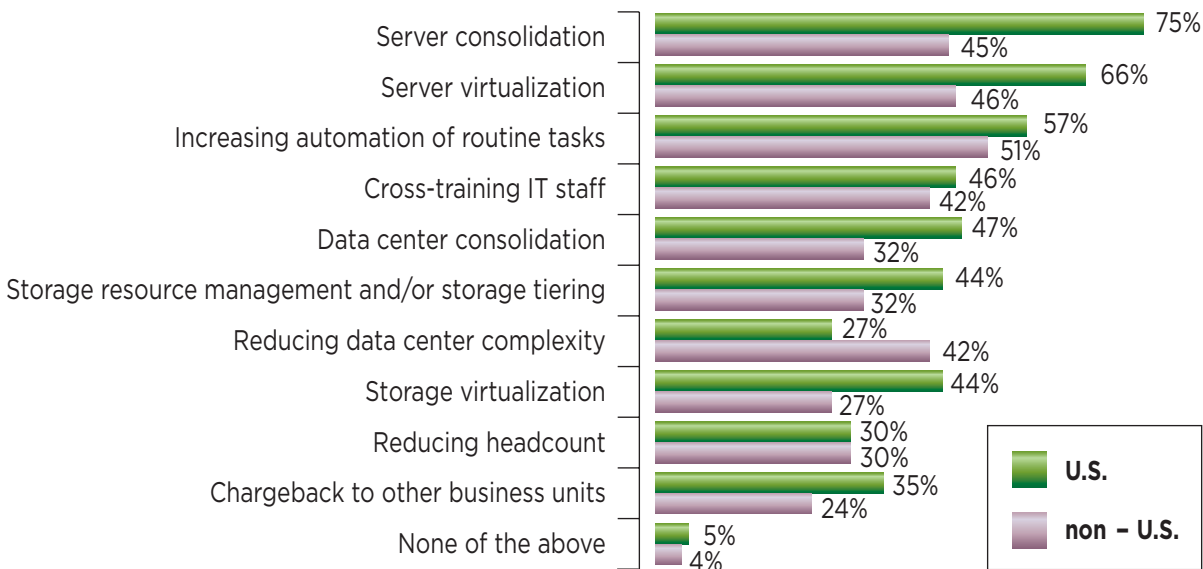 Server consolidation
75%
45%
Server virtualization
66%
46%
Increasing automation of routine tasks
57%
51%
Cross-training IT staff
46%
42%
Data center consolidation
47%
32%
Storage resource management and/or storage tiering
44%
32%
Reducing data center complexity
27%
42%
Storage virtualization
44%
27%
Reducing headcount
30%
30%
Chargeback to other business units
35%
24%
None of the above
5%
4%
U.S.
non – U.S.